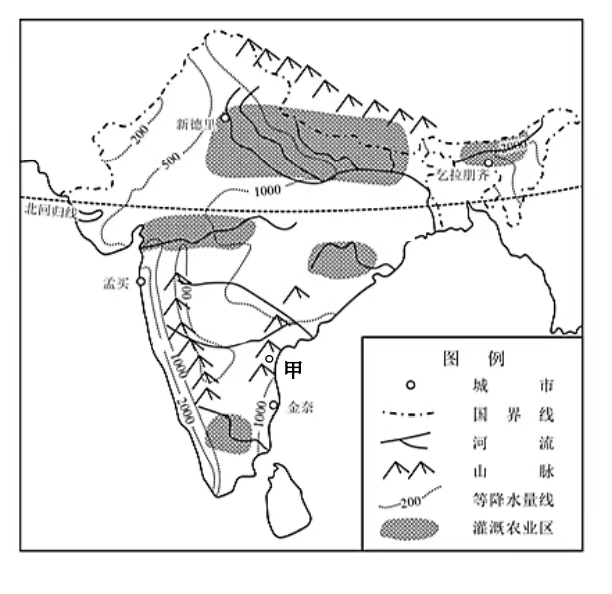 新德里
200
500
1000
1000
乞拉朋齐
北回归线
孟买
00
甲
1000
2000
金奈
1000
图 例
城 市
国 界 线
河 流
山 脉
200
等降水量线
灌溉农业区